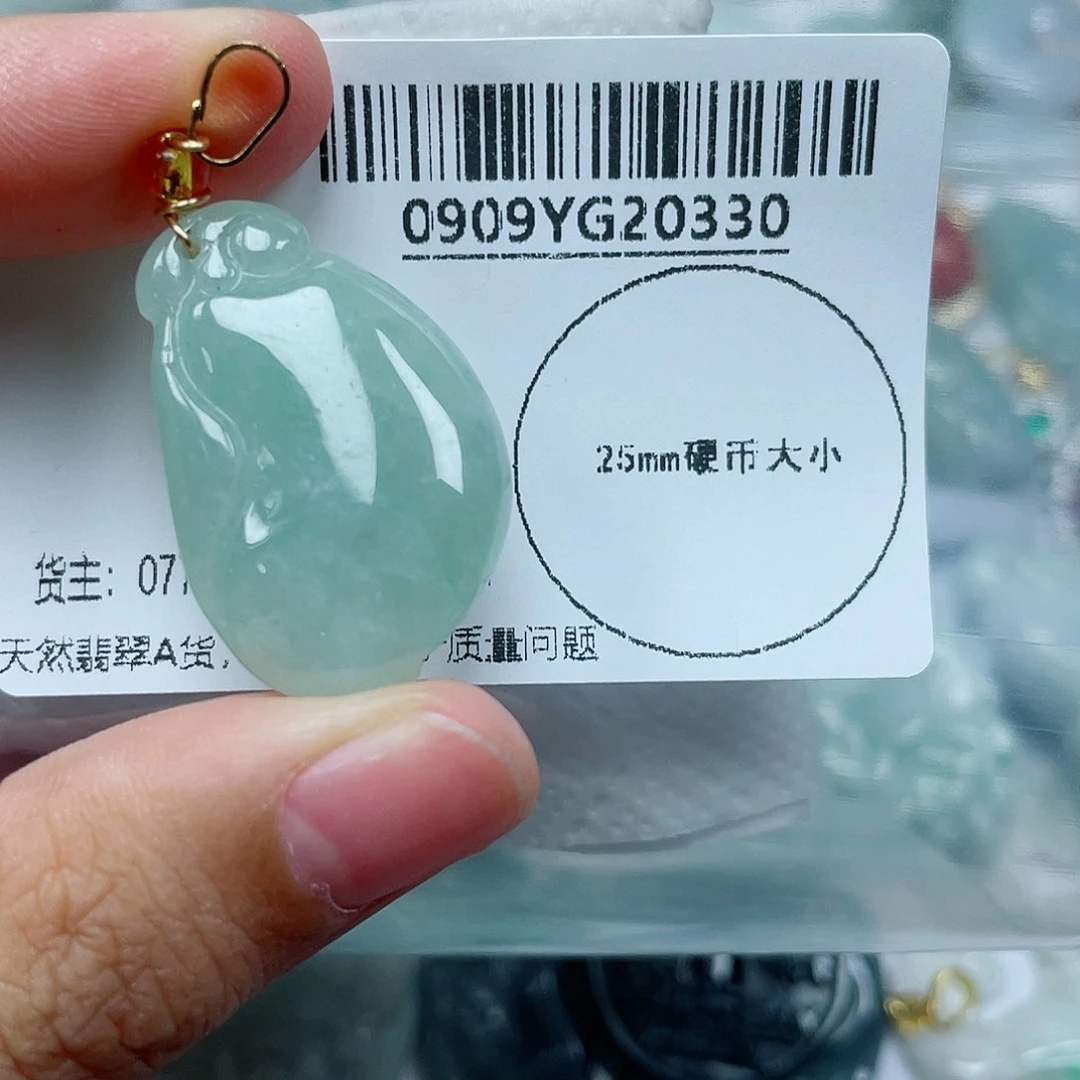 0909YG20330
25mm硬币大小
货主: 07
天然翡翠A货,
质量问题